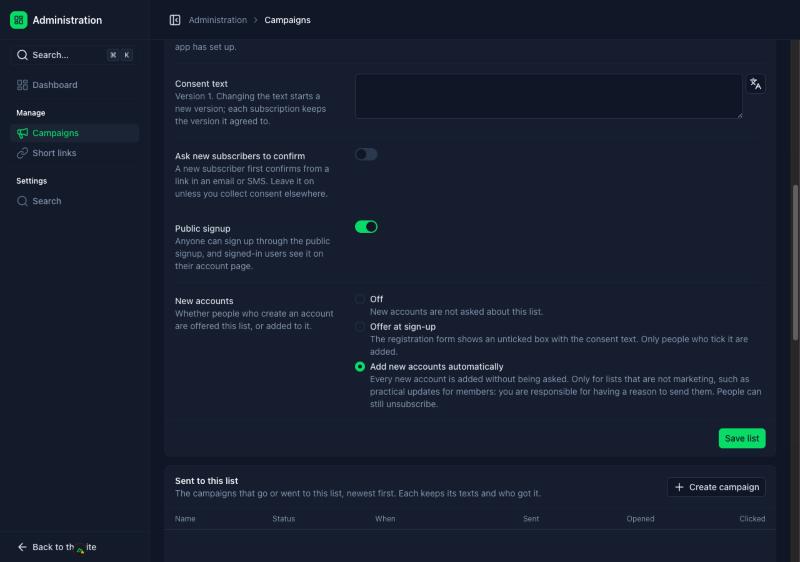 Administration
Administration > Campaigns
Search... ⌘ K
Dashboard
Manage
Campaigns
Short links
Settings
Search
Back to th ite
app has set up.
Consent text
Version 1. Changing the text starts a
new version; each subscription keeps
the version it agreed to.
Ask new subscribers to confirm
A new subscriber first confirms from a
link in an email or SMS. Leave it on
unless you collect consent elsewhere.
Public signup
Anyone can sign up through the public
signup, and signed-in users see it on
their account page.
New accounts
Whether people who create an account
are offered this list, or added to it.
Off
New accounts are not asked about this list.
Offer at sign-up
The registration form shows an unticked box with the consent text. Only people who tick it are
added.
Add new accounts automatically
Every new account is added without being asked. Only for lists that are not marketing, such as
practical updates for members: you are responsible for having a reason to send them. People can
still unsubscribe.
Save list
Sent to this list
The campaigns that go or went to this list, newest first. Each keeps its texts and who got it.
Create campaign
Name Status When Sent Opened Clicked